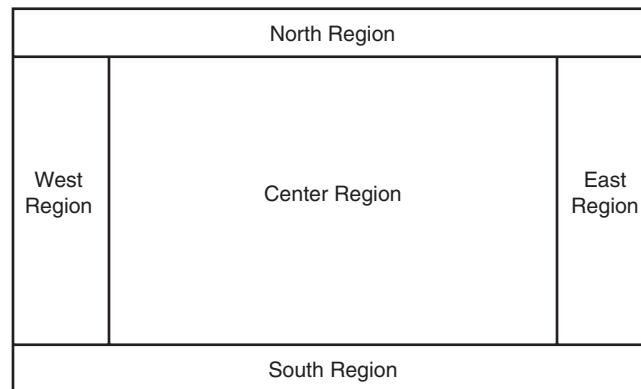 North Region
West
Region
Center Region
East
Region
South Region